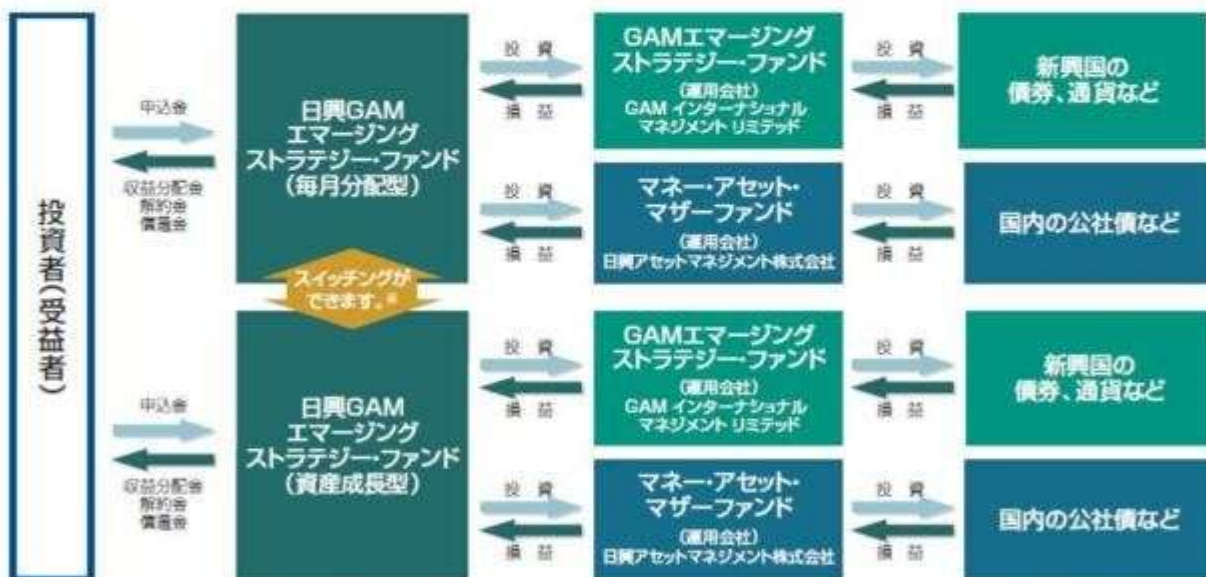 投資者(受益者)
申込金
収益分配金
解約金
償還金
日興GAM
エマージング
ストラテジー・ファンド
(毎月分配型)
投 資
損 益
GAMエマージング
ストラテジー・ファンド
(運用会社)
GAM インターナショナル
マネジメント リミテッド
投 資
損 益
新興国の
債券、通貨など
投 資
損 益
マネー・アセット・
マザーファンド
(運用会社)
日興アセットマネジメント株式会社
投 資
損 益
国内の公社債など
スイッチングが
できます。※
申込金
収益分配金
解約金
償還金
日興GAM
エマージング
ストラテジー・ファンド
(資産成長型)
投 資
損 益
GAMエマージング
ストラテジー・ファンド
(運用会社)
GAM インターナショナル
マネジメント リミテッド
投 資
損 益
新興国の
債券、通貨など
投 資
損 益
マネー・アセット・
マザーファンド
(運用会社)
日興アセットマネジメント株式会社
投 資
損 益
国内の公社債など